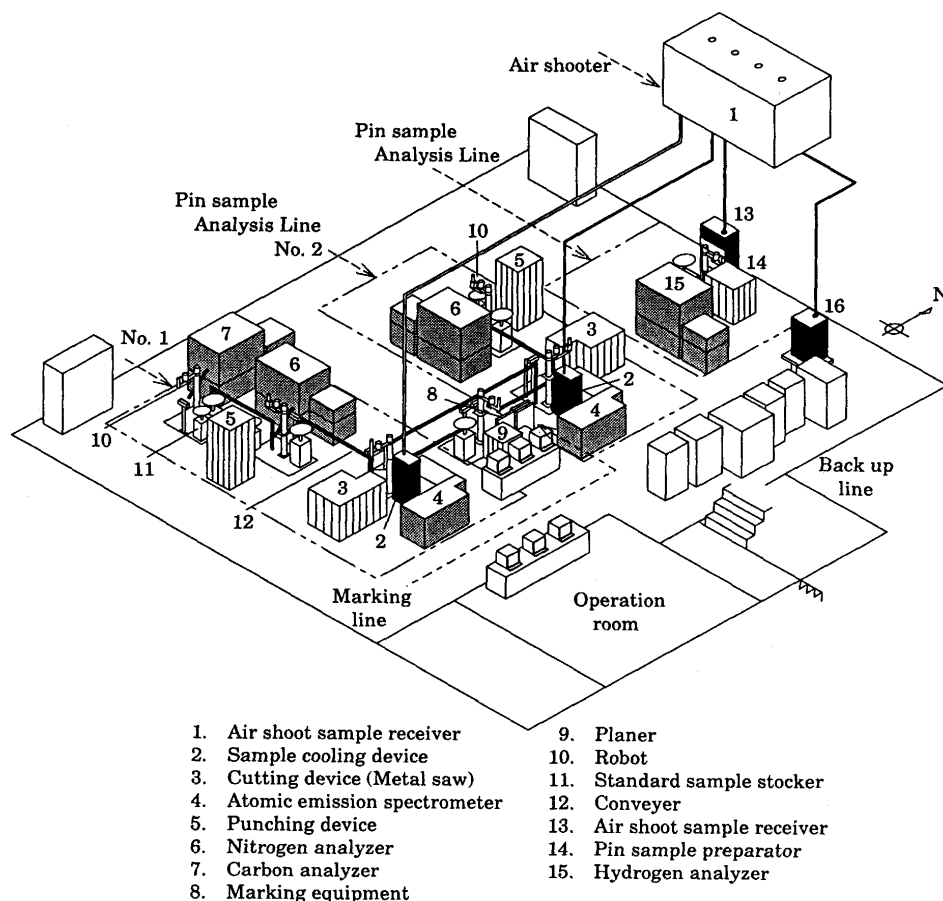 Air shooter
1
Pin sample
Analysis Line
Pin sample
Analysis Line
No. 2
10
5
13
14
15
6
3
16
N
No. 1
7
6
8
2
4
10
11
5
9
Back up
line
12
3
4
2
Marking
line
Operation
room
1. Air shoot sample receiver
2. Sample cooling device
3. Cutting device (Metal saw)
4. Atomic emission spectrometer
5. Punching device
6. Nitrogen analyzer
7. Carbon analyzer
8. Marking equipment
9. Planer
10. Robot
11. Standard sample stocker
12. Conveyer
13. Air shoot sample receiver
14. Pin sample preparator
15. Hydrogen analyzer